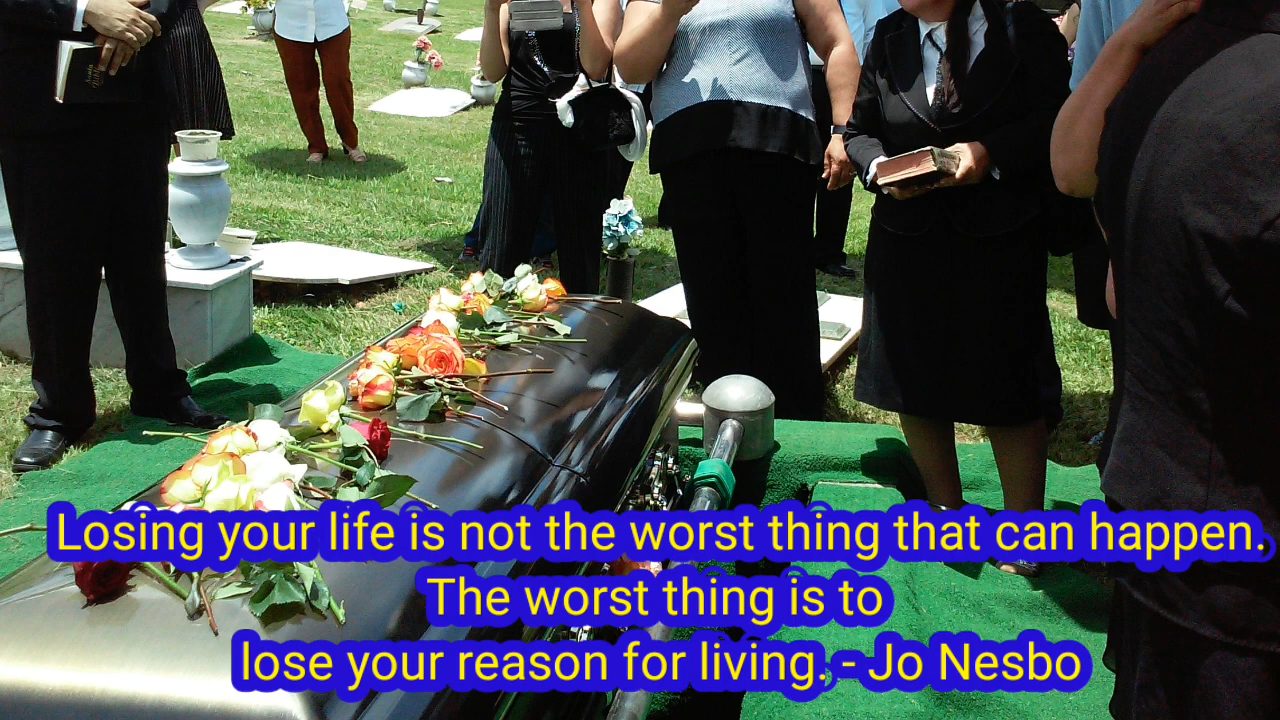 Losing your life is not the worst thing that can happen.
The worst thing is to
lose your reason for living. - Jo Nesbo